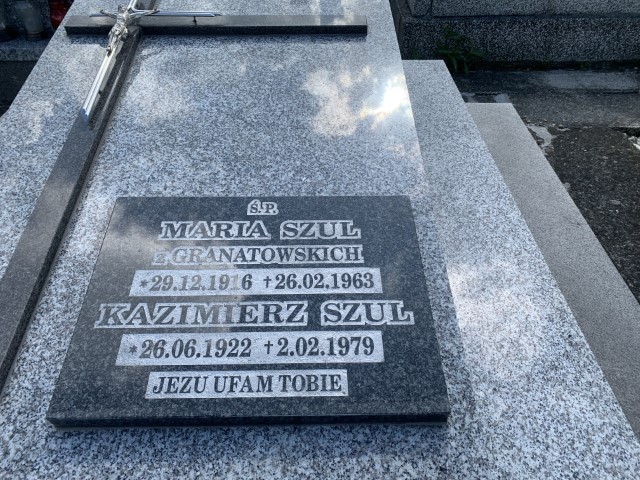 Ś.P.
MARIA SZUL
z GRANATOWSKICH
*29.12.1916 †26.02.1963
KAZIMIERZ SZUL
*26.06.1922 †2.02.1979
JEZU UFAM TOBIE